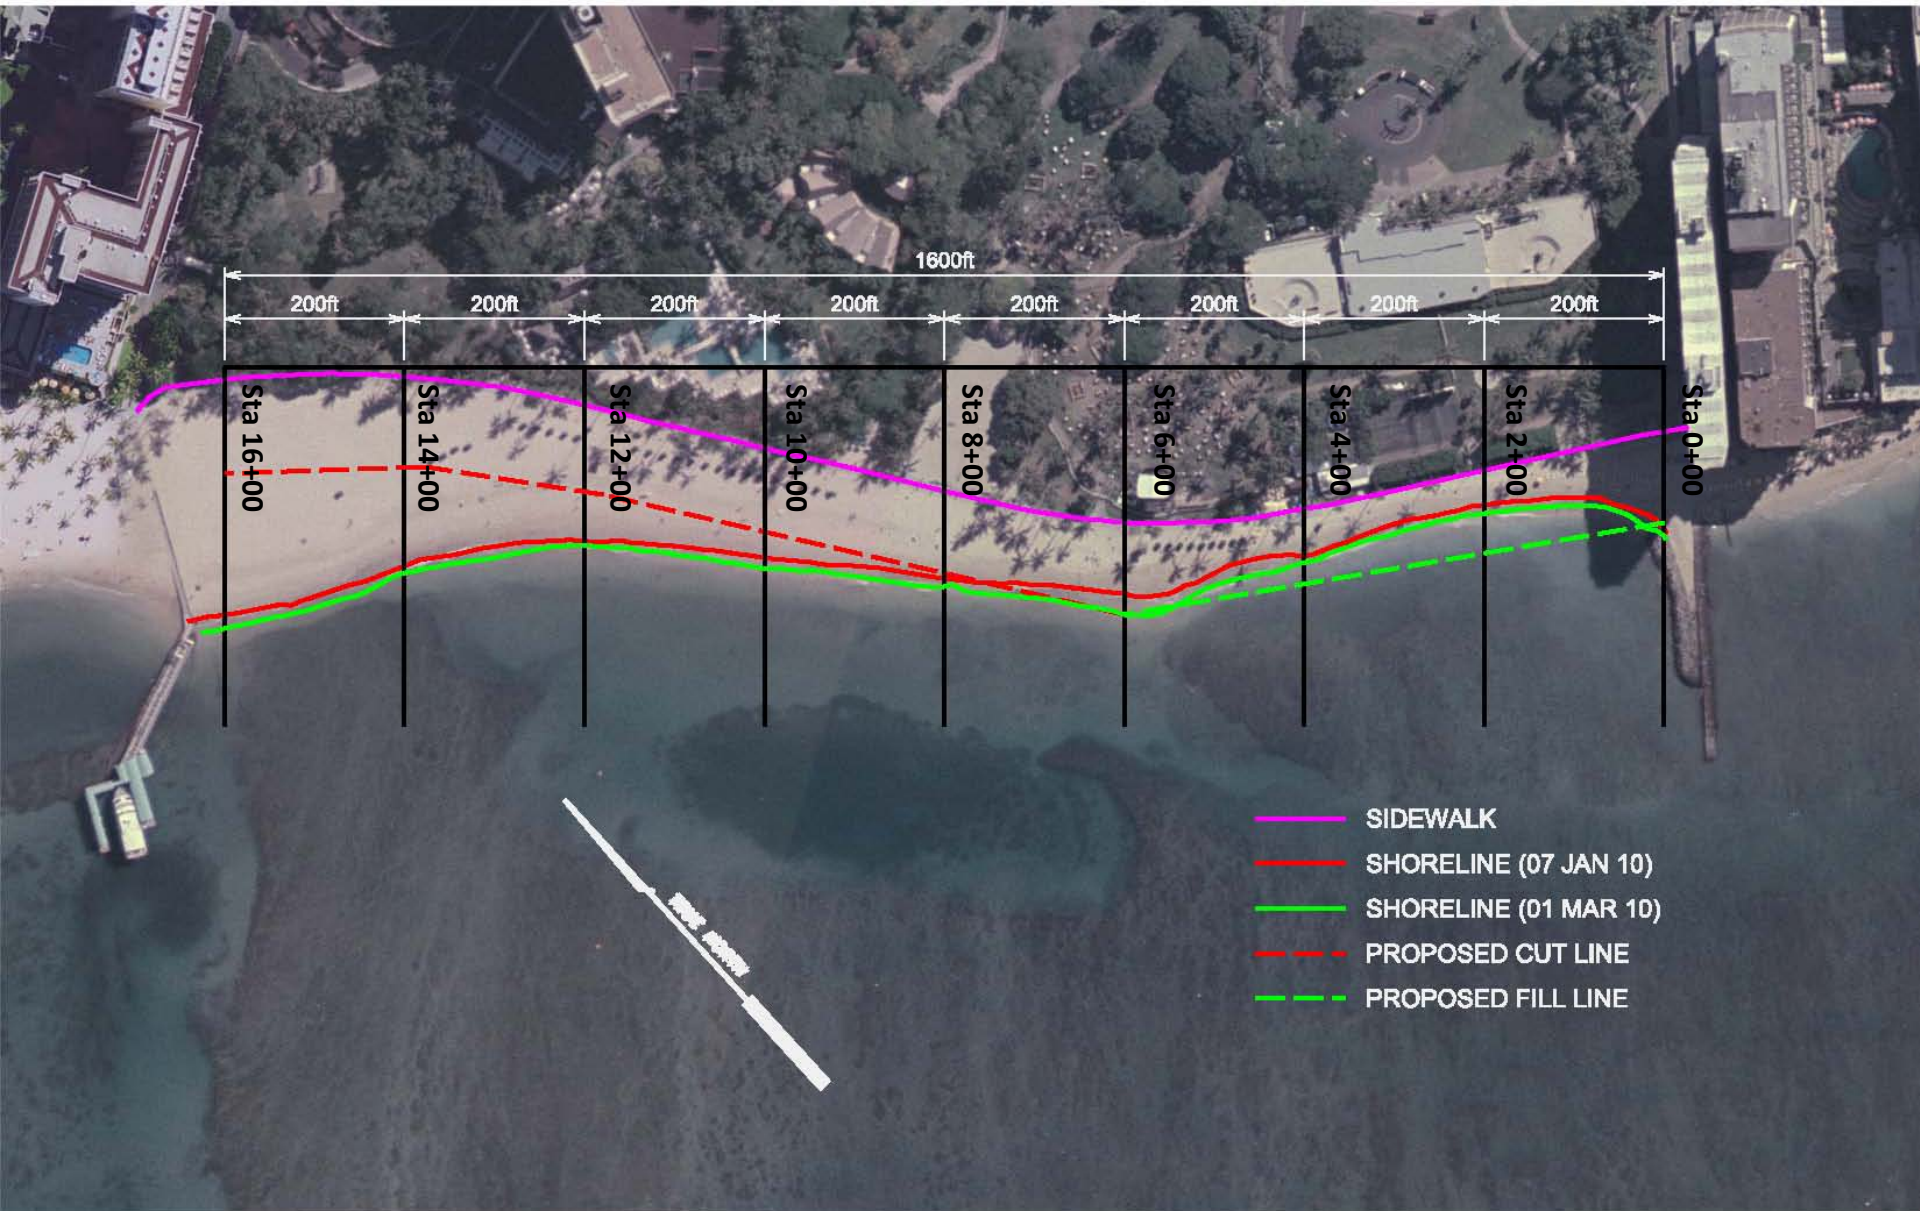 1600ft
200ft 200ft 200ft 200ft 200ft 200ft 200ft 200ft
Sta 16+00
Sta 14+00
Sta 12+00
Sta 10+00
Sta 8+00
Sta 6+00
Sta 4+00
Sta 2+00
Sta 0+00
SIDEWALK
SHORELINE (07 JAN 10)
SHORELINE (01 MAR 10)
PROPOSED CUT LINE
PROPOSED FILL LINE